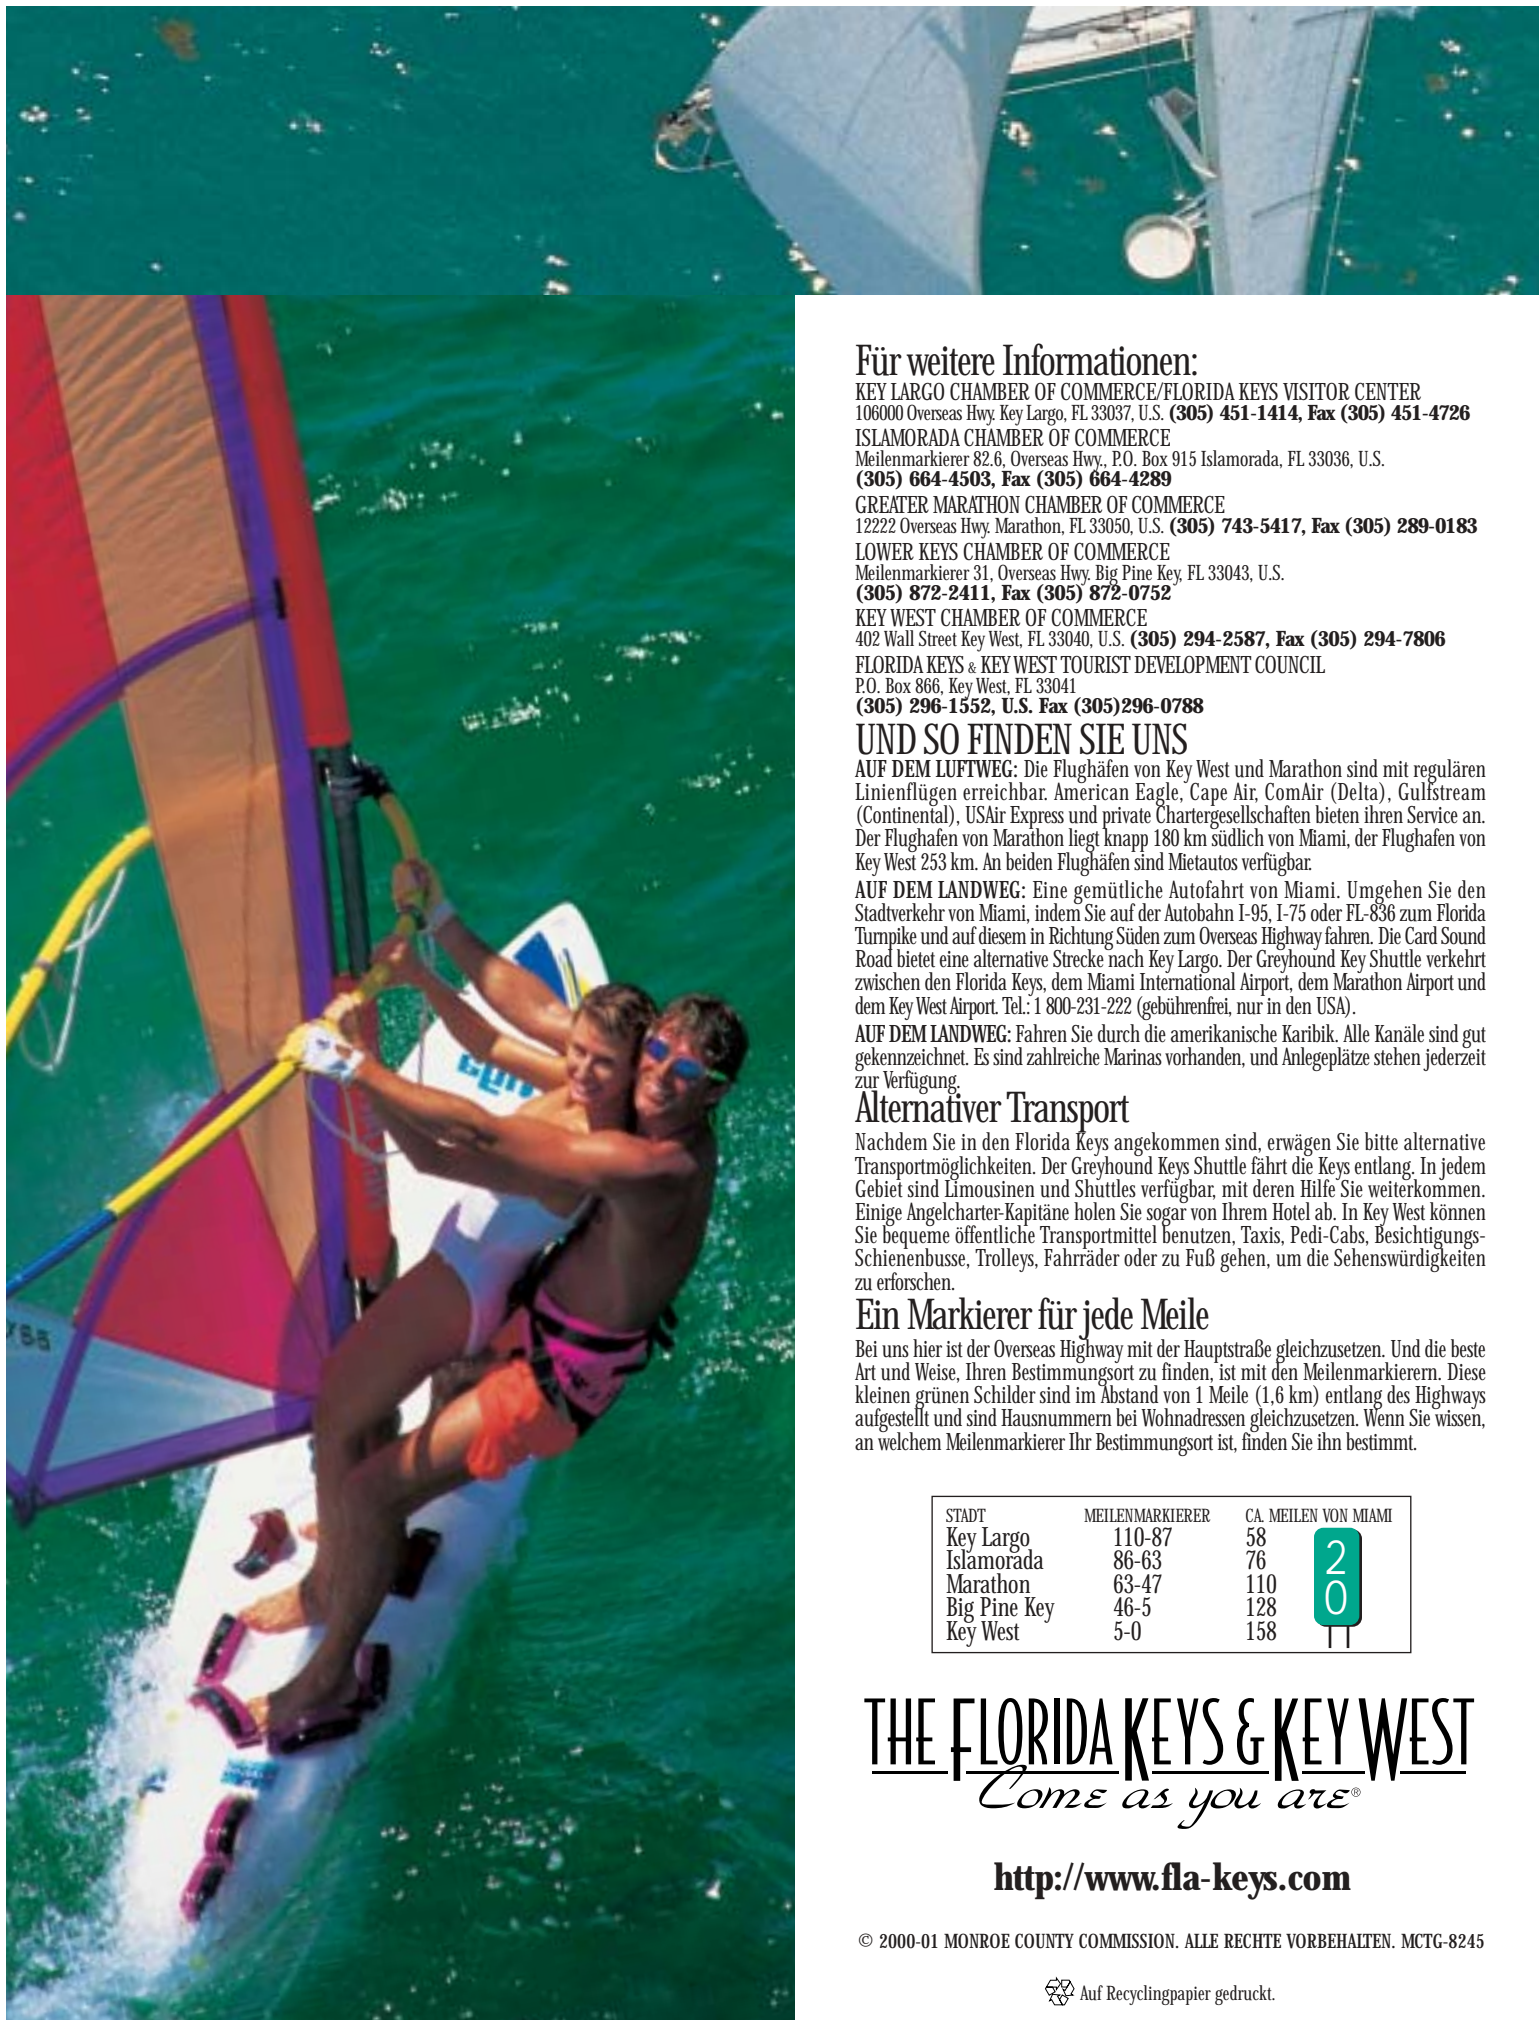 Für weitere Informationen:
KEY LARGO CHAMBER OF COMMERCE/FLORIDA KEYS VISITOR CENTER
106000 Overseas Hwy. Key Largo, FL 33037, U.S. (305) 451-1414, Fax (305) 451-4726
ISLAMORADA CHAMBER OF COMMERCE
Meilenmarkierer 82.6, Overseas Hwy., P.O. Box 915 Islamorada, FL 33036, U.S.
(305) 664-4503, Fax (305) 664-4289
GREATER MARATHON CHAMBER OF COMMERCE
12222 Overseas Hwy. Marathon, FL 33050, U.S. (305) 743-5417, Fax (305) 289-0183
LOWER KEYS CHAMBER OF COMMERCE
Meilenmarkierer 31, Overseas Hwy. Big Pine Key, FL 33043, U.S.
(305) 872-2411, Fax (305) 872-0752
KEY WEST CHAMBER OF COMMERCE
402 Wall Street Key West, FL 33040, U.S. (305) 294-2587, Fax (305) 294-7806
FLORIDA KEYS & KEY WEST TOURIST DEVELOPMENT COUNCIL
P.O. Box 866, Key West, FL 33041
(305) 296-1552, U.S. Fax (305)296-0788
UND SO FINDEN SIE UNS
AUF DEM LUFTWEG: Die Flughäfen von Key West und Marathon sind mit regulären
Linienflügen erreichbar. American Eagle, Cape Air, ComAir (Delta), Gulfstream
(Continental), USAir Express und private Chartergesellschaften bieten ihren Service an.
Der Flughafen von Marathon liegt knapp 180 km südlich von Miami, der Flughafen von
Key West 253 km. An beiden Flughäfen sind Mietautos verfügbar.
AUF DEM LANDWEG: Eine gemütliche Autofahrt von Miami. Umgehen Sie den
Stadtverkehr von Miami, indem Sie auf der Autobahn I-95, I-75 oder FL-836 zum Florida
Turnpike und auf diesem in Richtung Süden zum Overseas Highway fahren. Die Card Sound
Road bietet eine alternative Strecke nach Key Largo. Der Greyhound Key Shuttle verkehrt
zwischen den Florida Keys, dem Miami International Airport, dem Marathon Airport und
dem Key West Airport. Tel.: 1 800-231-222 (gebührenfrei, nur in den USA).
AUF DEM LANDWEG: Fahren Sie durch die amerikanische Karibik. Alle Kanäle sind gut
gekennzeichnet. Es sind zahlreiche Marinas vorhanden, und Anlegeplätze stehen jederzeit
zur Verfügung.
Alternativer Transport
Nachdem Sie in den Florida Keys angekommen sind, erwägen Sie bitte alternative
Transportmöglichkeiten. Der Greyhound Keys Shuttle fährt die Keys entlang. In jedem
Gebiet sind Limousinen und Shuttles verfügbar, mit deren Hilfe Sie weiterkommen.
Einige Angelcharter-Kapitäne holen Sie sogar von Ihrem Hotel ab. In Key West können
Sie bequeme öffentliche Transportmittel benutzen, Taxis, Pedi-Cabs, Besichtigungs-
Schienenbusse, Trolleys, Fahrräder oder zu Fuß gehen, um die Sehenswürdigkeiten
zu erforschen.
Ein Markierer für jede Meile
Bei uns hier ist der Overseas Highway mit der Hauptstraße gleichzusetzen. Und die beste
Art und Weise, Ihren Bestimmungsort zu finden, ist mit den Meilenmarkierern. Diese
kleinen grünen Schilder sind im Abstand von 1 Meile (1,6 km) entlang des Highways
aufgestellt und sind Hausnummern bei Wohnadressen gleichzusetzen. Wenn Sie wissen,
an welchem Meilenmarkierer Ihr Bestimmungsort ist, finden Sie ihn bestimmt.
STADT MEILENMARKIERER CA. MEILEN VON MIAMI
Key Largo 110-87 58
Islamorada 86-63 76
Marathon 63-47 110
Big Pine Key 46-5 128
Key West 5-0 158
2
0
THE FLORIDA KEYS & KEY WEST
Come as you are®
http://www.fla-keys.com
© 2000-01 MONROE COUNTY COMMISSION. ALLE RECHTE VORBEHALTEN. MCTG-8245
Auf Recyclingpapier gedruckt.